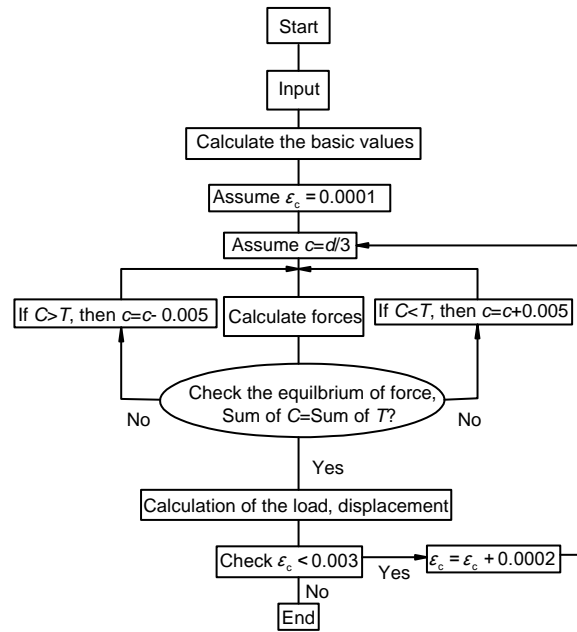 Start
Input
Calculate the basic values
Assume εc = 0.0001
Assume c=d/3
If C>T, then c=c- 0.005
Calculate forces
If C<T, then c=c+0.005
Check the equilbrium of force,
Sum of C=Sum of T?
No
No
Yes
Calculation of the load, displacement
Check εc < 0.003
Yes
εc = εc + 0.0002
No
End